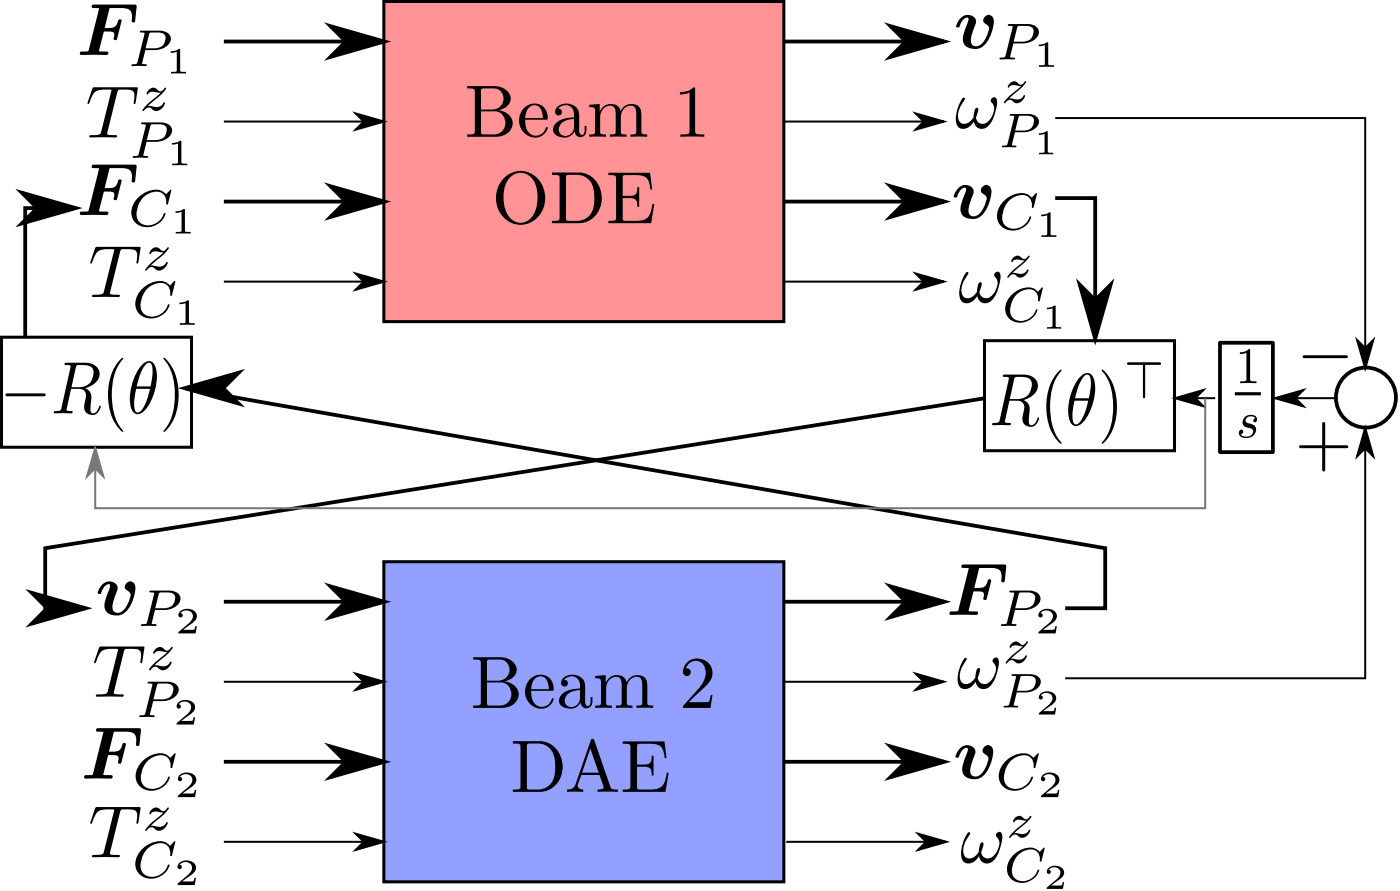 F_{P_1} v_{P_1}
T^z_{P_1} Beam 1 ω^z_{P_1}
F_{C_1} ODE v_{C_1}
T^z_{C_1} ω^z_{C_1}
−R(θ) R(θ)^⊤ 1/s −
+
v_{P_2} F_{P_2}
T^z_{P_2} Beam 2 ω^z_{P_2}
F_{C_2} DAE v_{C_2}
T^z_{C_2} ω^z_{C_2}